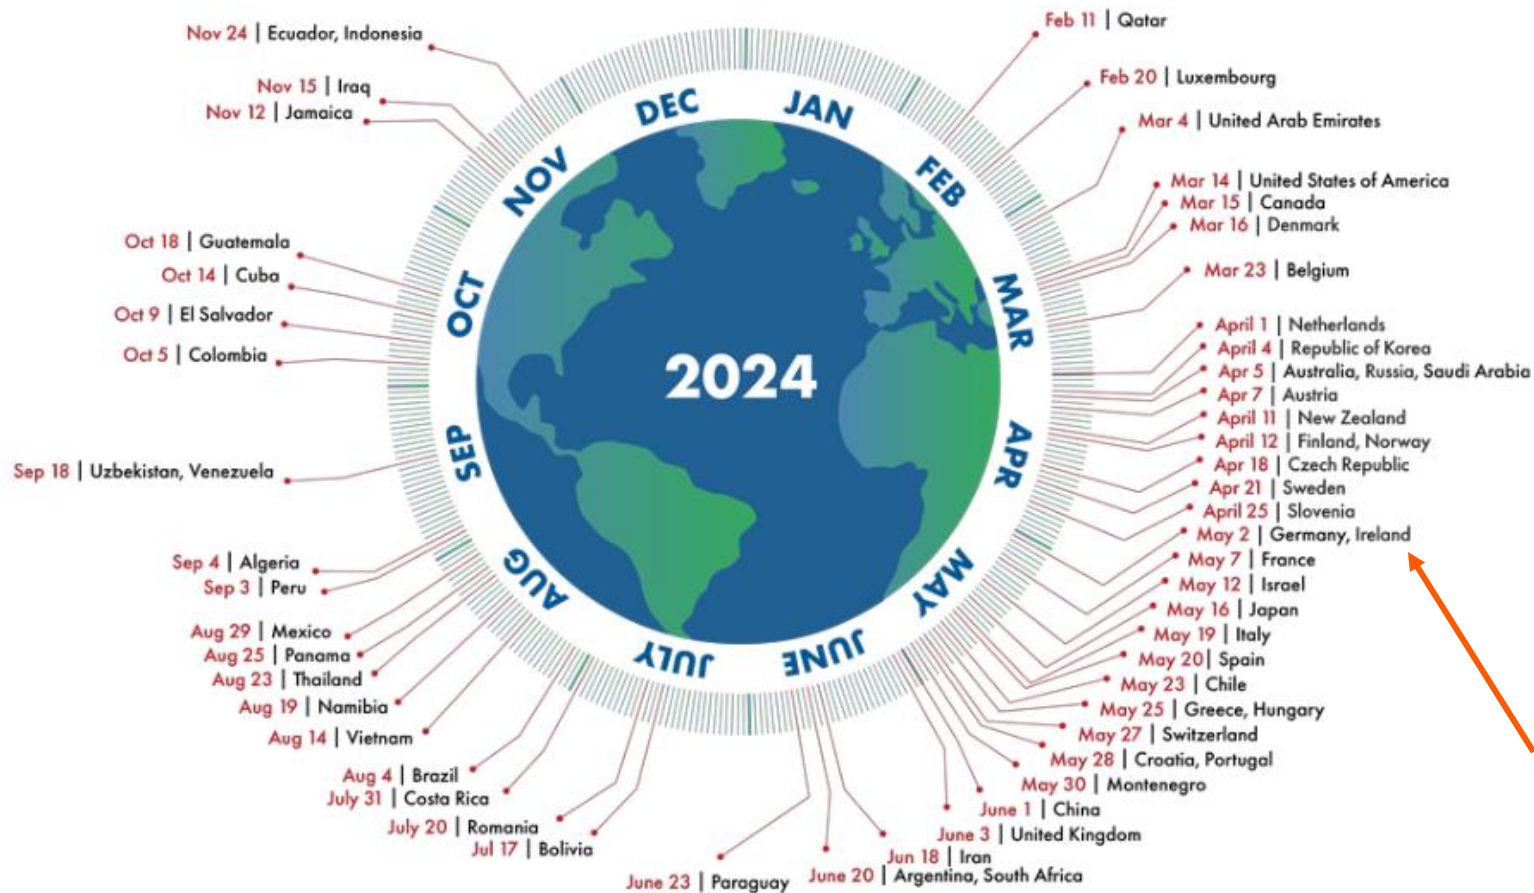 Feb 11 | Qatar
Feb 20 | Luxembourg
Mar 4 | United Arab Emirates
Mar 14 | United States of America
Mar 15 | Canada
Mar 16 | Denmark
Mar 23 | Belgium
April 1 | Netherlands
April 4 | Republic of Korea
Apr 5 | Australia, Russia, Saudi Arabia
Apr 7 | Austria
April 11 | New Zealand
April 12 | Finland, Norway
Apr 18 | Czech Republic
Apr 21 | Sweden
April 25 | Slovenia
May 2 | Germany, Ireland
May 7 | France
May 12 | Israel
May 16 | Japan
May 19 | Italy
May 20 | Spain
May 23 | Chile
May 25 | Greece, Hungary
May 27 | Switzerland
May 28 | Croatia, Portugal
May 30 | Montenegro
June 1 | China
June 3 | United Kingdom
Jun 18 | Iran
June 20 | Argentina, South Africa
June 23 | Paraguay
Jul 17 | Bolivia
July 20 | Romania
July 31 | Costa Rica
Aug 4 | Brazil
Aug 14 | Vietnam
Aug 19 | Namibia
Aug 23 | Thailand
Aug 25 | Panama
Aug 29 | Mexico
Sep 3 | Peru
Sep 4 | Algeria
Sep 18 | Uzbekistan, Venezuela
Oct 5 | Colombia
Oct 9 | El Salvador
Oct 14 | Cuba
Oct 18 | Guatemala
Nov 12 | Jamaica
Nov 15 | Iraq
Nov 24 | Ecuador, Indonesia
JAN
FEB
MAR
APR
MAY
JUNE
JULY
AUG
SEP
OCT
NOV
DEC
2024